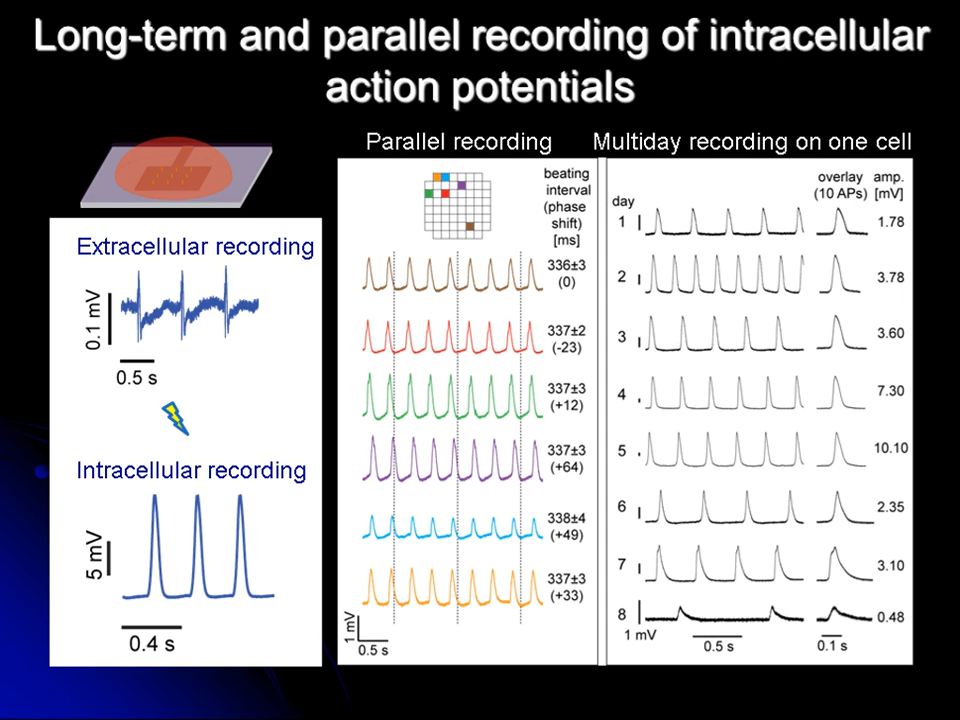 Long-term and parallel recording of intracellular
action potentials
Extracellular recording
0.1 mV
0.5 s
Intracellular recording
5 mV
0.4 s
Parallel recording
beating
interval
(phase
shift)
[ms]
336±3
(0)
337±2
(-23)
337±3
(+12)
337±3
(+64)
338±4
(+49)
337±3
(+33)
1 mV
0.5 s
Multiday recording on one cell
day
overlay
(10 APs)
amp.
[mV]
1
1.78
2
3.78
3
3.60
4
7.30
5
10.10
6
2.35
7
3.10
8
0.48
1 mV
0.5 s
0.1 s